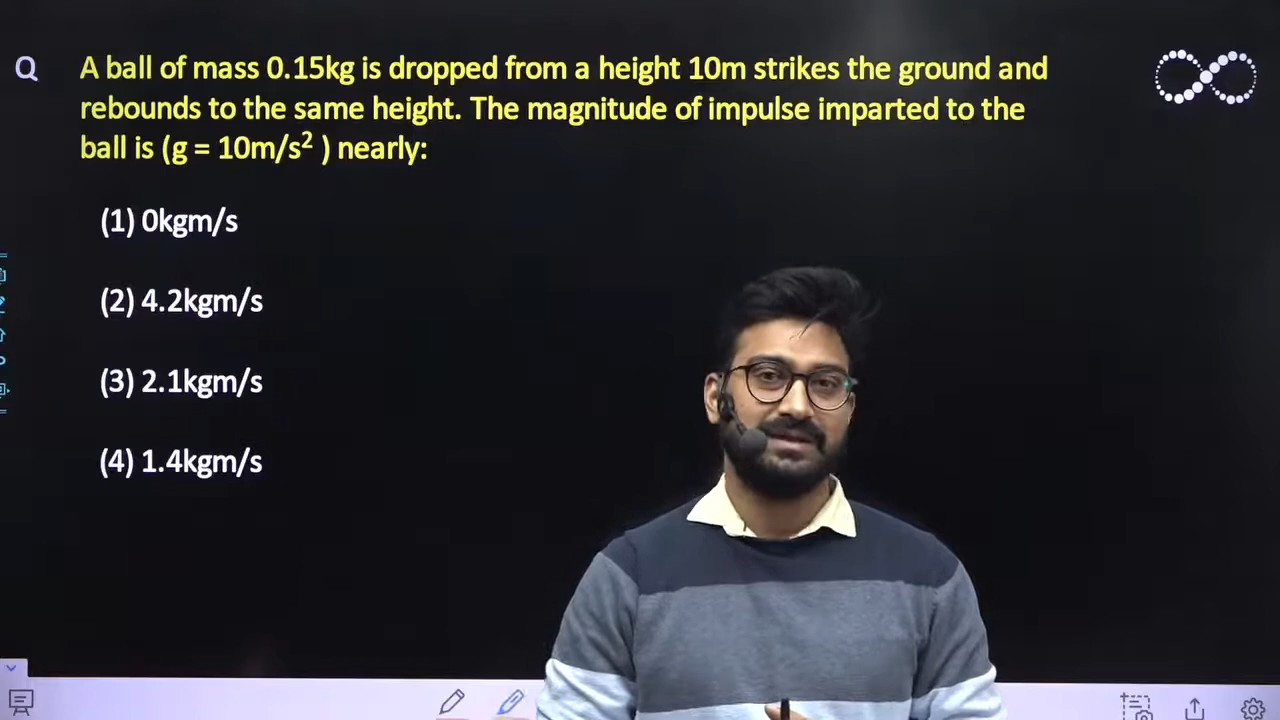 Q A ball of mass 0.15kg is dropped from a height 10m strikes the ground and
rebounds to the same height. The magnitude of impulse imparted to the
ball is (g = 10m/s² ) nearly:
(1) 0kgm/s
(2) 4.2kgm/s
(3) 2.1kgm/s
(4) 1.4kgm/s